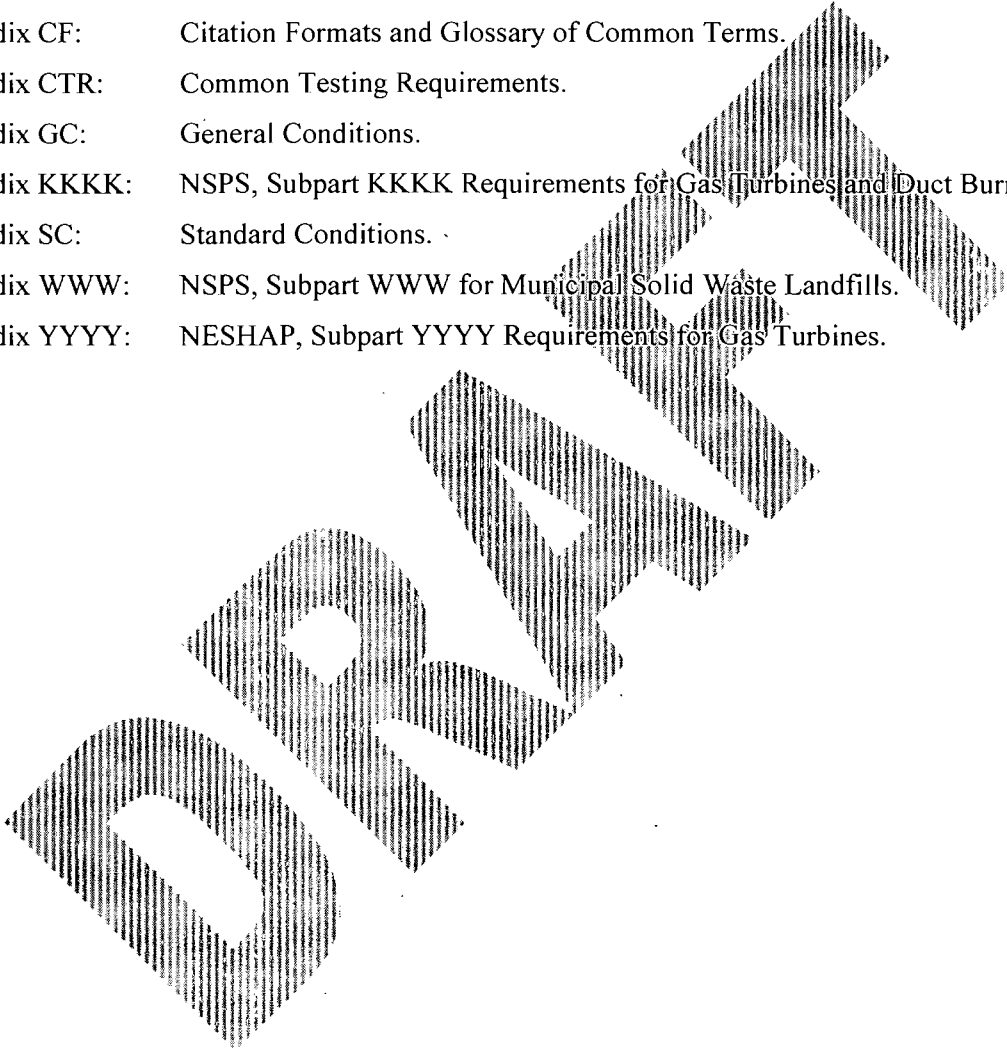 dix CF: Citation Formats and Glossary of Common Terms.
dix CTR: Common Testing Requirements.
dix GC: General Conditions.
dix KKKK: NSPS, Subpart KKKK Requirements for Gas Turbines and Duct Burn
dix SC: Standard Conditions.
dix WWW: NSPS, Subpart WWW for Municipal Solid Waste Landfills.
dix YYYY: NESHAP, Subpart YYYY Requirements for Gas Turbines.
DRAFT